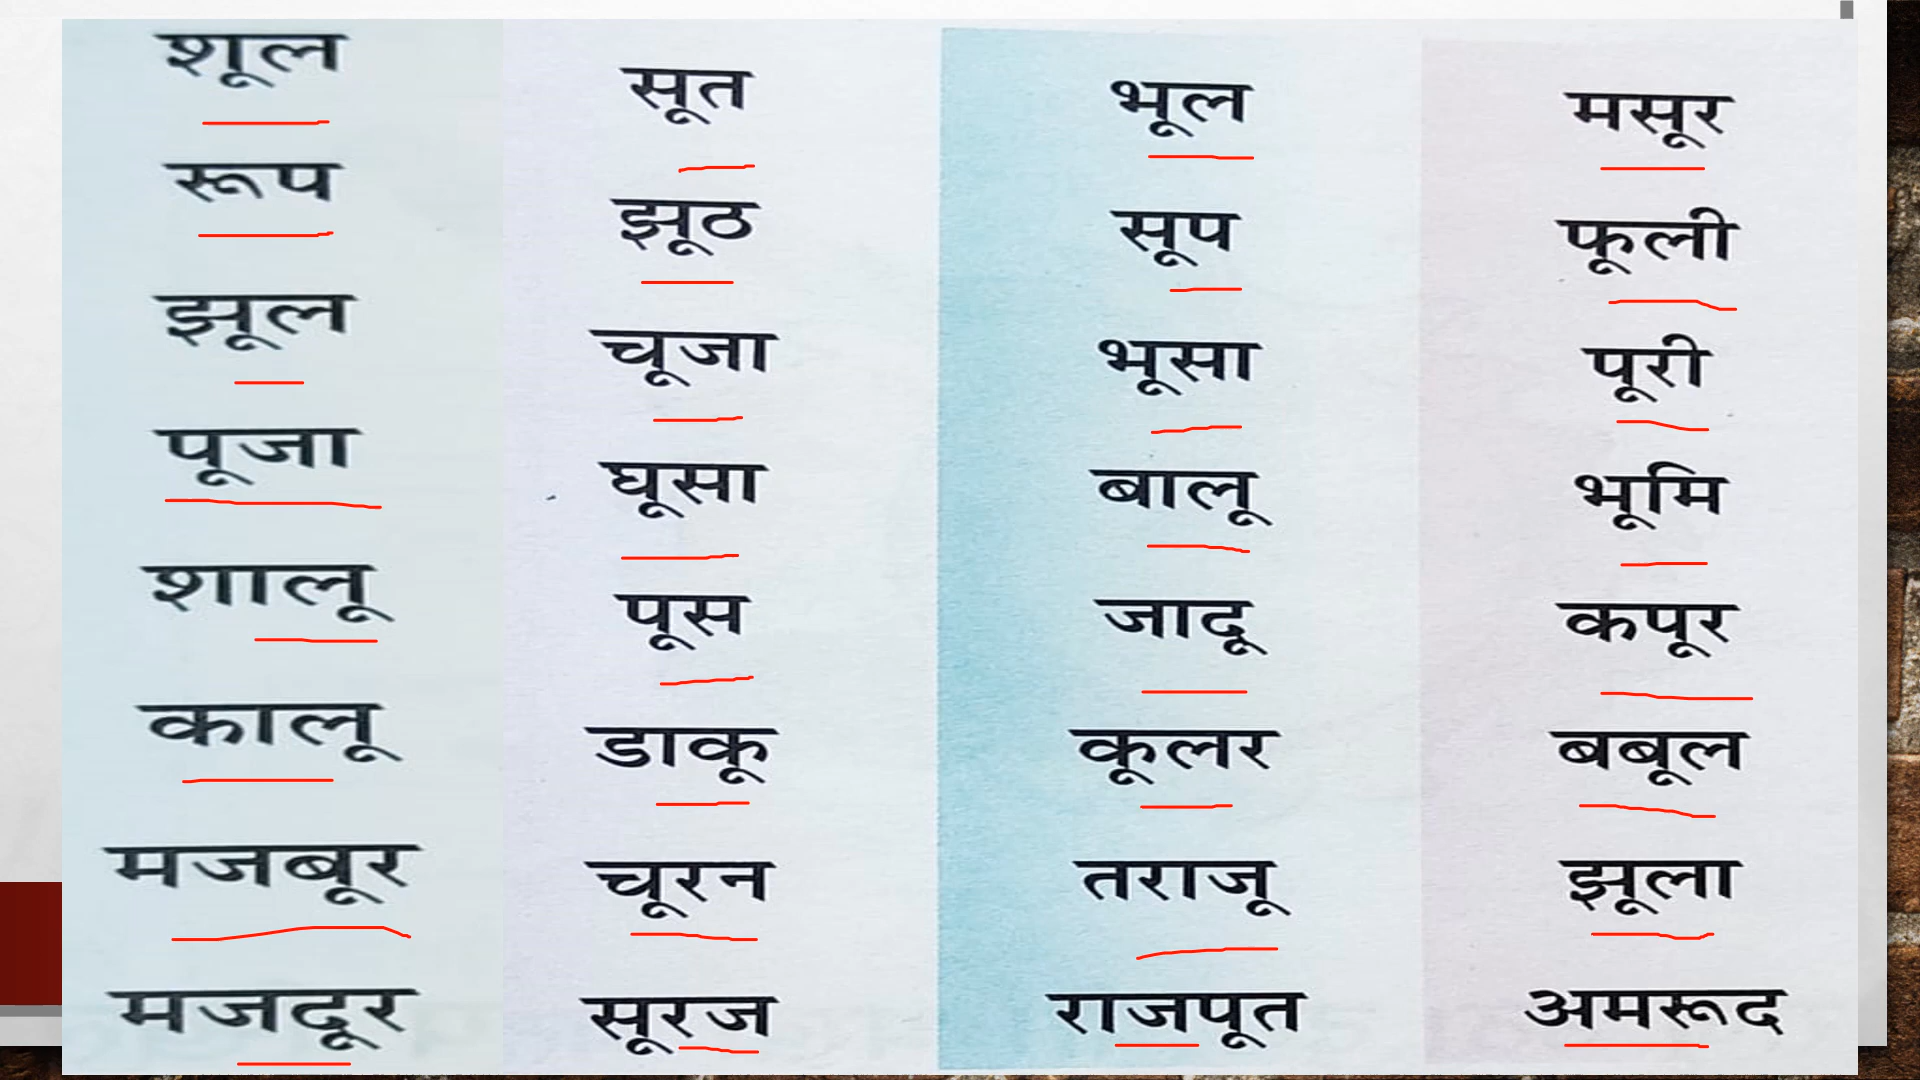 शूल
रूप
झूल
पूजा
शालू
कालू
मजबूर
मजदूर
सूत
झूठ
चूजा
घूसा
पूस
डाकू
चूरन
सूरज
भूल
सूप
भूसा
बालू
जादू
कूलर
तराजू
राजपूत
मसूर
फूली
पूरी
भूमि
कपूर
बबूल
झूला
अमरूद